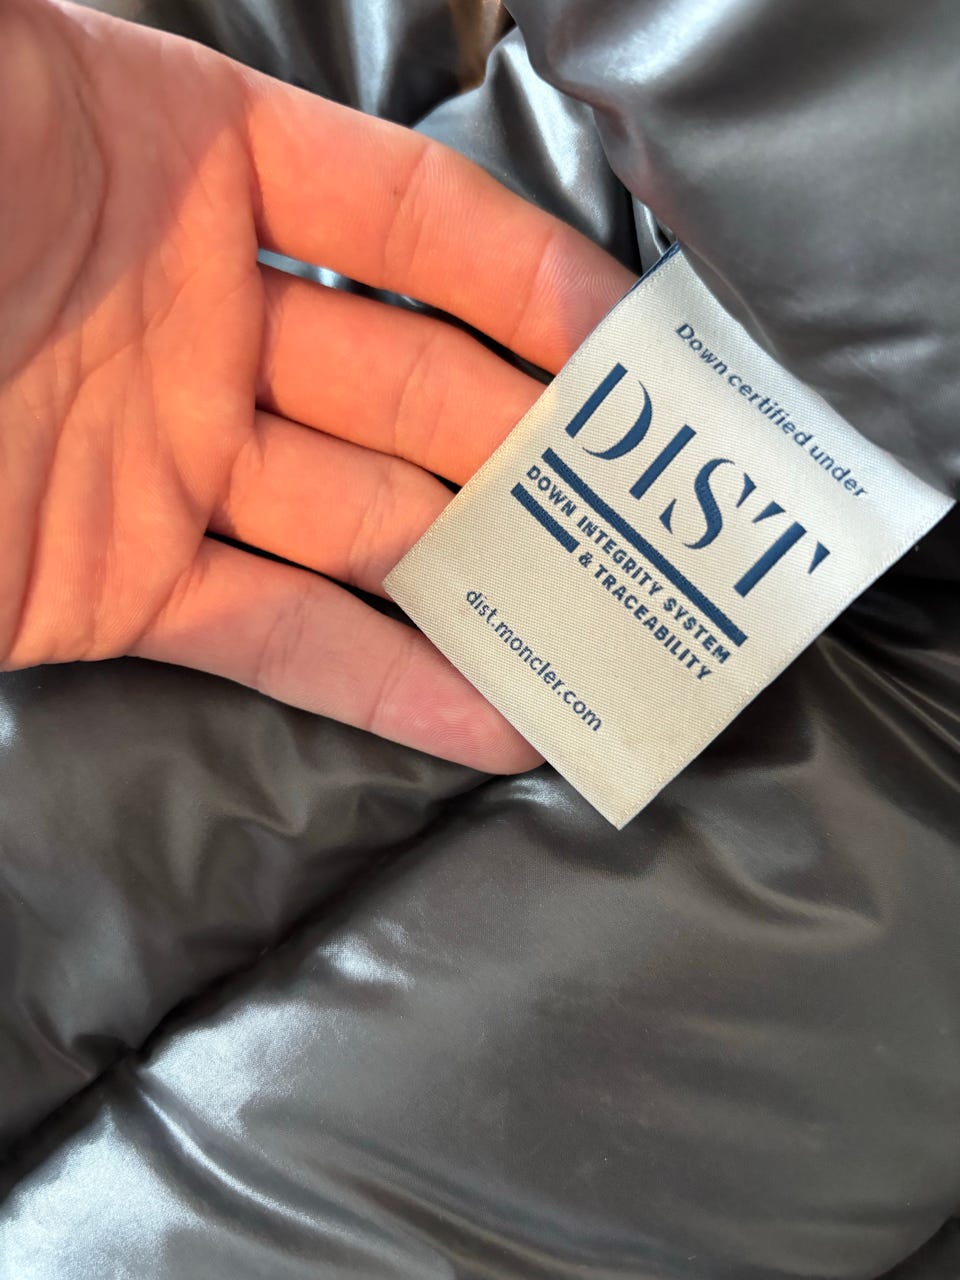 Down certified under
DIST
DOWN INTEGRITY SYSTEM
& TRACEABILITY
dist.moncler.com